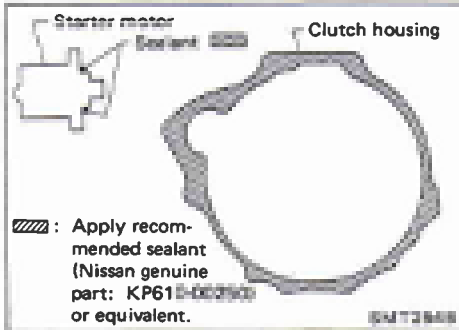 Starter motor
Sealant
Clutch housing
: Apply recom-
mended sealant
(Nissan genuine
part:
or equivalent.